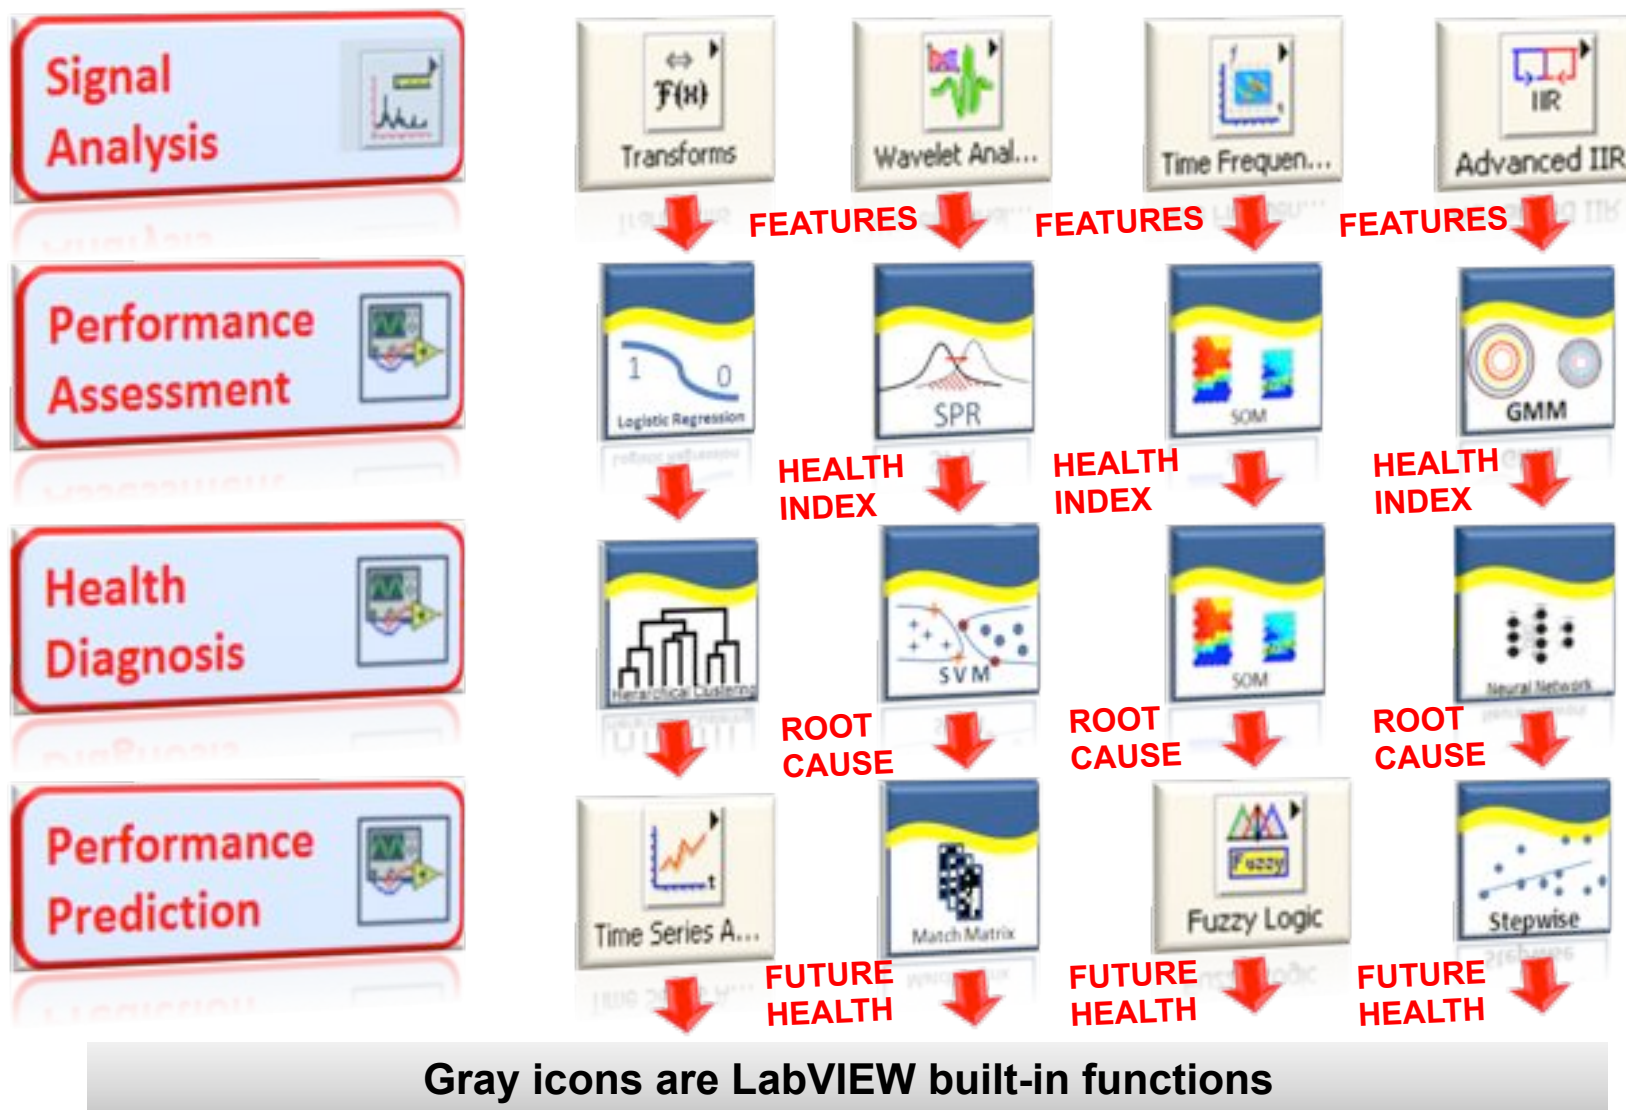 Signal
Analysis
F(x)
Transforms
Wavelet Anal...
f
t
Time Frequen...
IIR
Advanced IIR
FEATURES
FEATURES
FEATURES
Performance
Assessment
1
0
Logistic Regression
SPR
SOM
GMM
HEALTH
INDEX
HEALTH
INDEX
HEALTH
INDEX
Health
Diagnosis
Hierarchical Clustering
SVM
SOM
Neural Network
ROOT
CAUSE
ROOT
CAUSE
ROOT
CAUSE
Performance
Prediction
t
Time Series A...
Match Matrix
Fuzzy
Fuzzy Logic
Stepwise
FUTURE
HEALTH
FUTURE
HEALTH
FUTURE
HEALTH
Gray icons are LabVIEW built-in functions